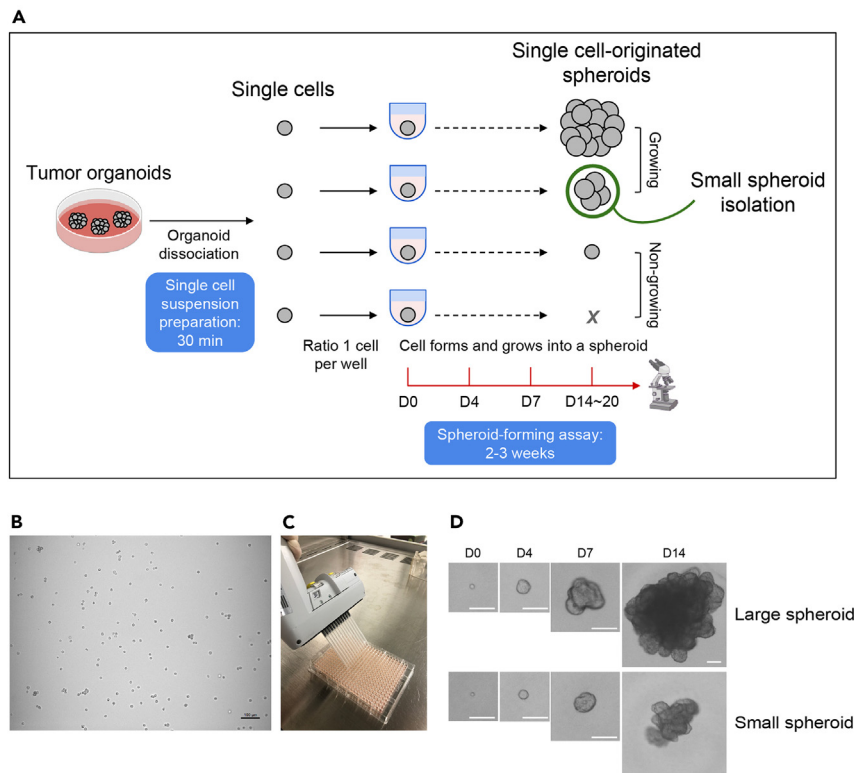 A
Single cell-originated
spheroids
Single cells
Growing
Tumor organoids
Small spheroid
isolation
Organoid
dissociation
Single cell
suspension
preparation:
30 min
Non-growing
X
Ratio 1 cell
per well
Cell forms and grows into a spheroid
D0 D4 D7 D14~20
Spheroid-forming assay:
2-3 weeks
B
C
D
D0 D4 D7 D14
Large spheroid
Small spheroid